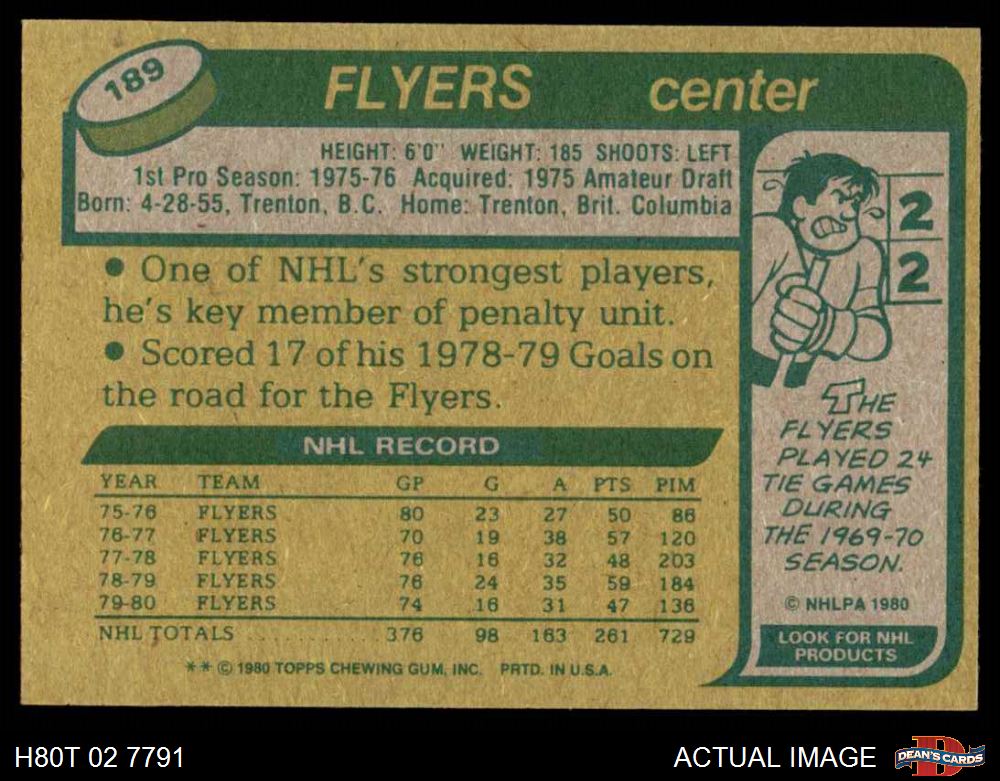 189
FLYERS center
HEIGHT: 6'0" WEIGHT: 185 SHOOTS: LEFT
1st Pro Season: 1975-76 Acquired: 1975 Amateur Draft
Born: 4-28-55, Trenton, B.C. Home: Trenton, Brit. Columbia
• One of NHL's strongest players,
he's key member of penalty unit.
• Scored 17 of his 1978-79 Goals on
the road for the Flyers.
NHL RECORD
YEAR TEAM GP G A PTS PIM
75-76 FLYERS 80 23 27 50 86
76-77 FLYERS 70 19 38 57 120
77-78 FLYERS 76 16 32 48 203
78-79 FLYERS 76 24 35 59 184
79-80 FLYERS 74 16 31 47 136
NHL TOTALS .............. 376 98 163 261 729
** © 1980 TOPPS CHEWING GUM, INC. PRTD. IN U.S.A.
2
2
THE
FLYERS
PLAYED 24
TIE GAMES
DURING
THE 1969-70
SEASON.
© NHLPA 1980
LOOK FOR NHL
PRODUCTS
H80T 02 7791
ACTUAL IMAGE
D
DEAN'S CARDS